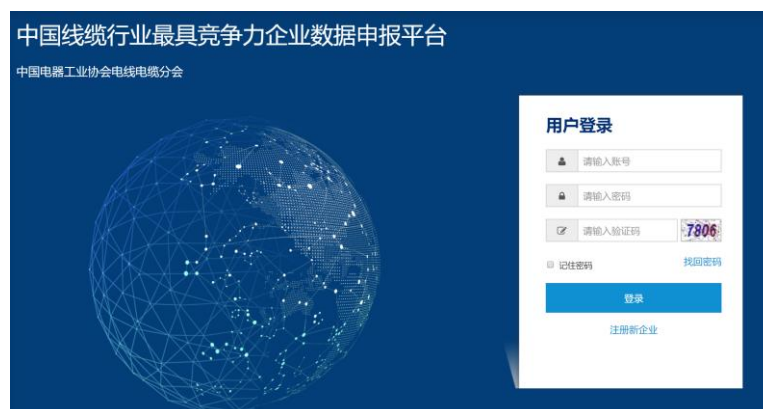 中国线缆行业最具竞争力企业数据申报平台
中国电器工业协会电线电缆分会
用户登录
请输入账号
请输入密码
请输入验证码 7806
记住密码 找回密码
登录
注册新企业